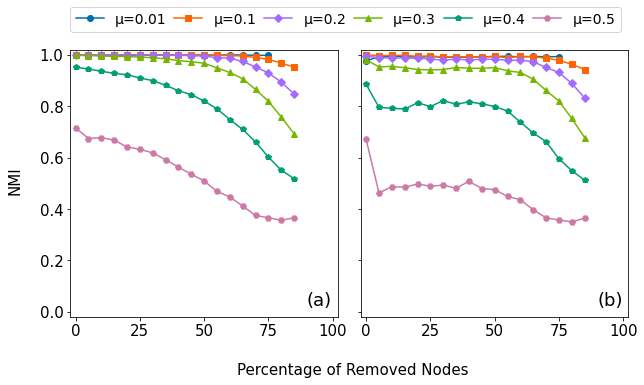 μ=0.01 μ=0.1 μ=0.2 μ=0.3 μ=0.4 μ=0.5
1.0
0.8
0.6
0.4
0.2
0.0
NMI
(a) (b)
0 25 50 75 100 0 25 50 75 100
Percentage of Removed Nodes